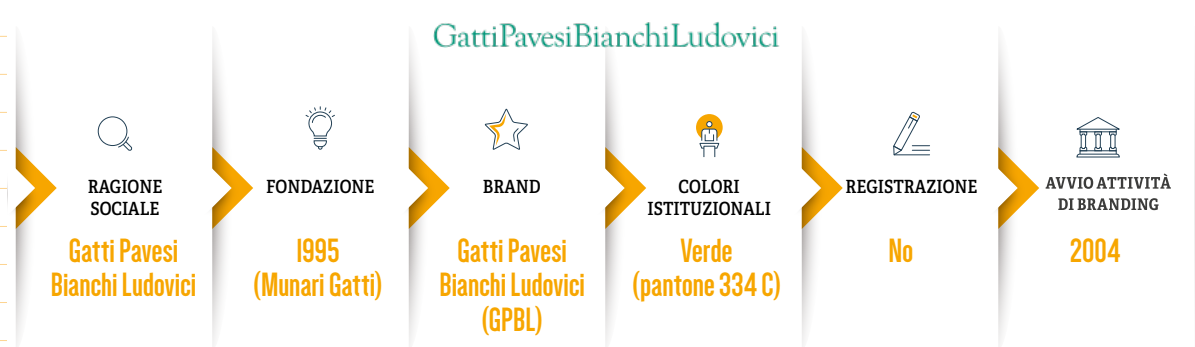 GattiPavesiBianchiLudovici
RAGIONE
SOCIALE
Gatti Pavesi
Bianchi Ludovici
FONDAZIONE
1995
(Munari Gatti)
BRAND
Gatti Pavesi
Bianchi Ludovici
(GPBL)
COLORI
ISTITUZIONALI
Verde
(pantone 334 C)
REGISTRAZIONE
No
AVVIO ATTIVITÀ
DI BRANDING
2004